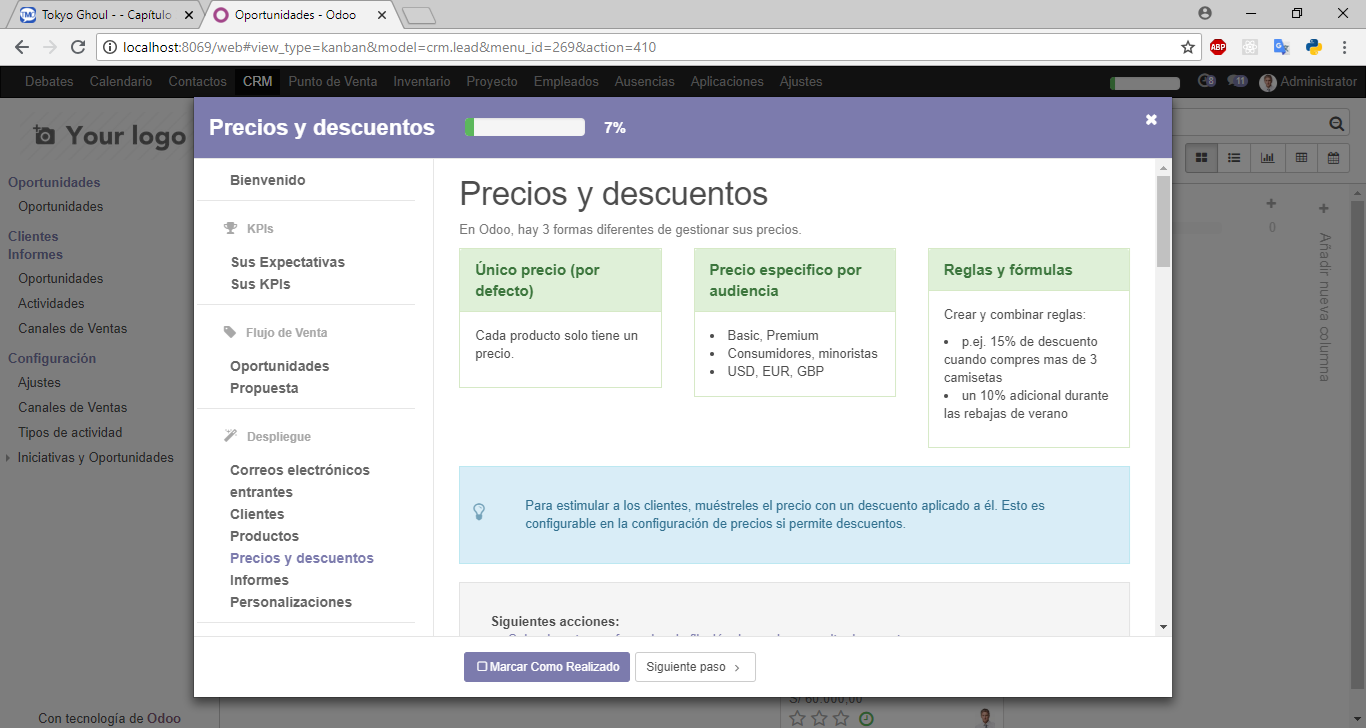 Tokyo Ghoul - - Capítulo
Oportunidades - Odoo
localhost:8069/web#view_type=kanban&model=crm.lead&menu_id=269&action=410
ABP
Debates Calendario Contactos CRM Punto de Venta Inventario Proyecto Empleados Ausencias Aplicaciones Ajustes
8 11 Administrator
Your logo
Oportunidades
Oportunidades
Clientes
Informes
Oportunidades
Actividades
Canales de Ventas
Configuración
Ajustes
Canales de Ventas
Tipos de actividad
Iniciativas y Oportunidades
Con tecnología de Odoo
Precios y descuentos 7%
Bienvenido
KPIs
Sus Expectativas
Sus KPIs
Flujo de Venta
Oportunidades
Propuesta
Despliegue
Correos electrónicos
entrantes
Clientes
Productos
Precios y descuentos
Informes
Personalizaciones
Precios y descuentos
En Odoo, hay 3 formas diferentes de gestionar sus precios.
Único precio (por
defecto)
Cada producto solo tiene un
precio.
Precio especifico por
audiencia
• Basic, Premium
• Consumidores, minoristas
• USD, EUR, GBP
Reglas y fórmulas
Crear y combinar reglas:
• p.ej. 15% de descuento
cuando compres mas de 3
camisetas
• un 10% adicional durante
las rebajas de verano
Para estimular a los clientes, muéstreles el precio con un descuento aplicado a él. Esto es
configurable en la configuración de precios si permite descuentos.
Siguientes acciones:
Marcar Como Realizado
Siguiente paso
0
Añadir nueva columna
S/ 60.000,00